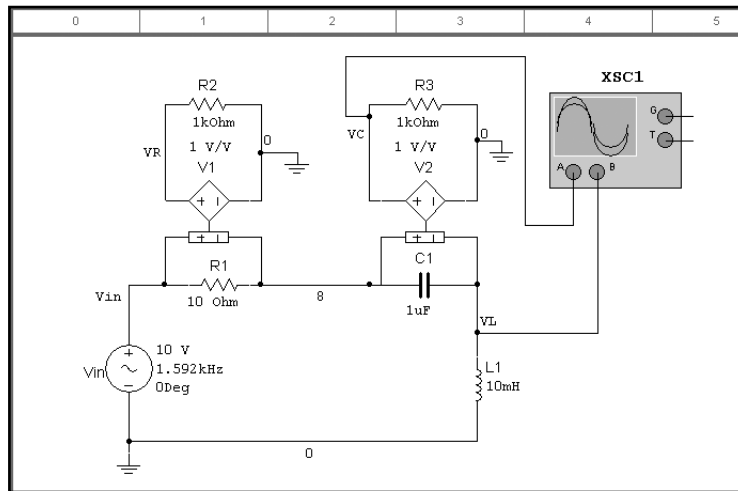 0 1 2 3 4 5
XSC1
R2
1kOhm
0
VR
1 V/V
V1
R3
1kOhm
0
VC
1 V/V
V2
G
T
A B
R1
10 Ohm
Vin
8
C1
1uF
VL
Vin
10 V
1.592kHz
0Deg
L1
10mH
0